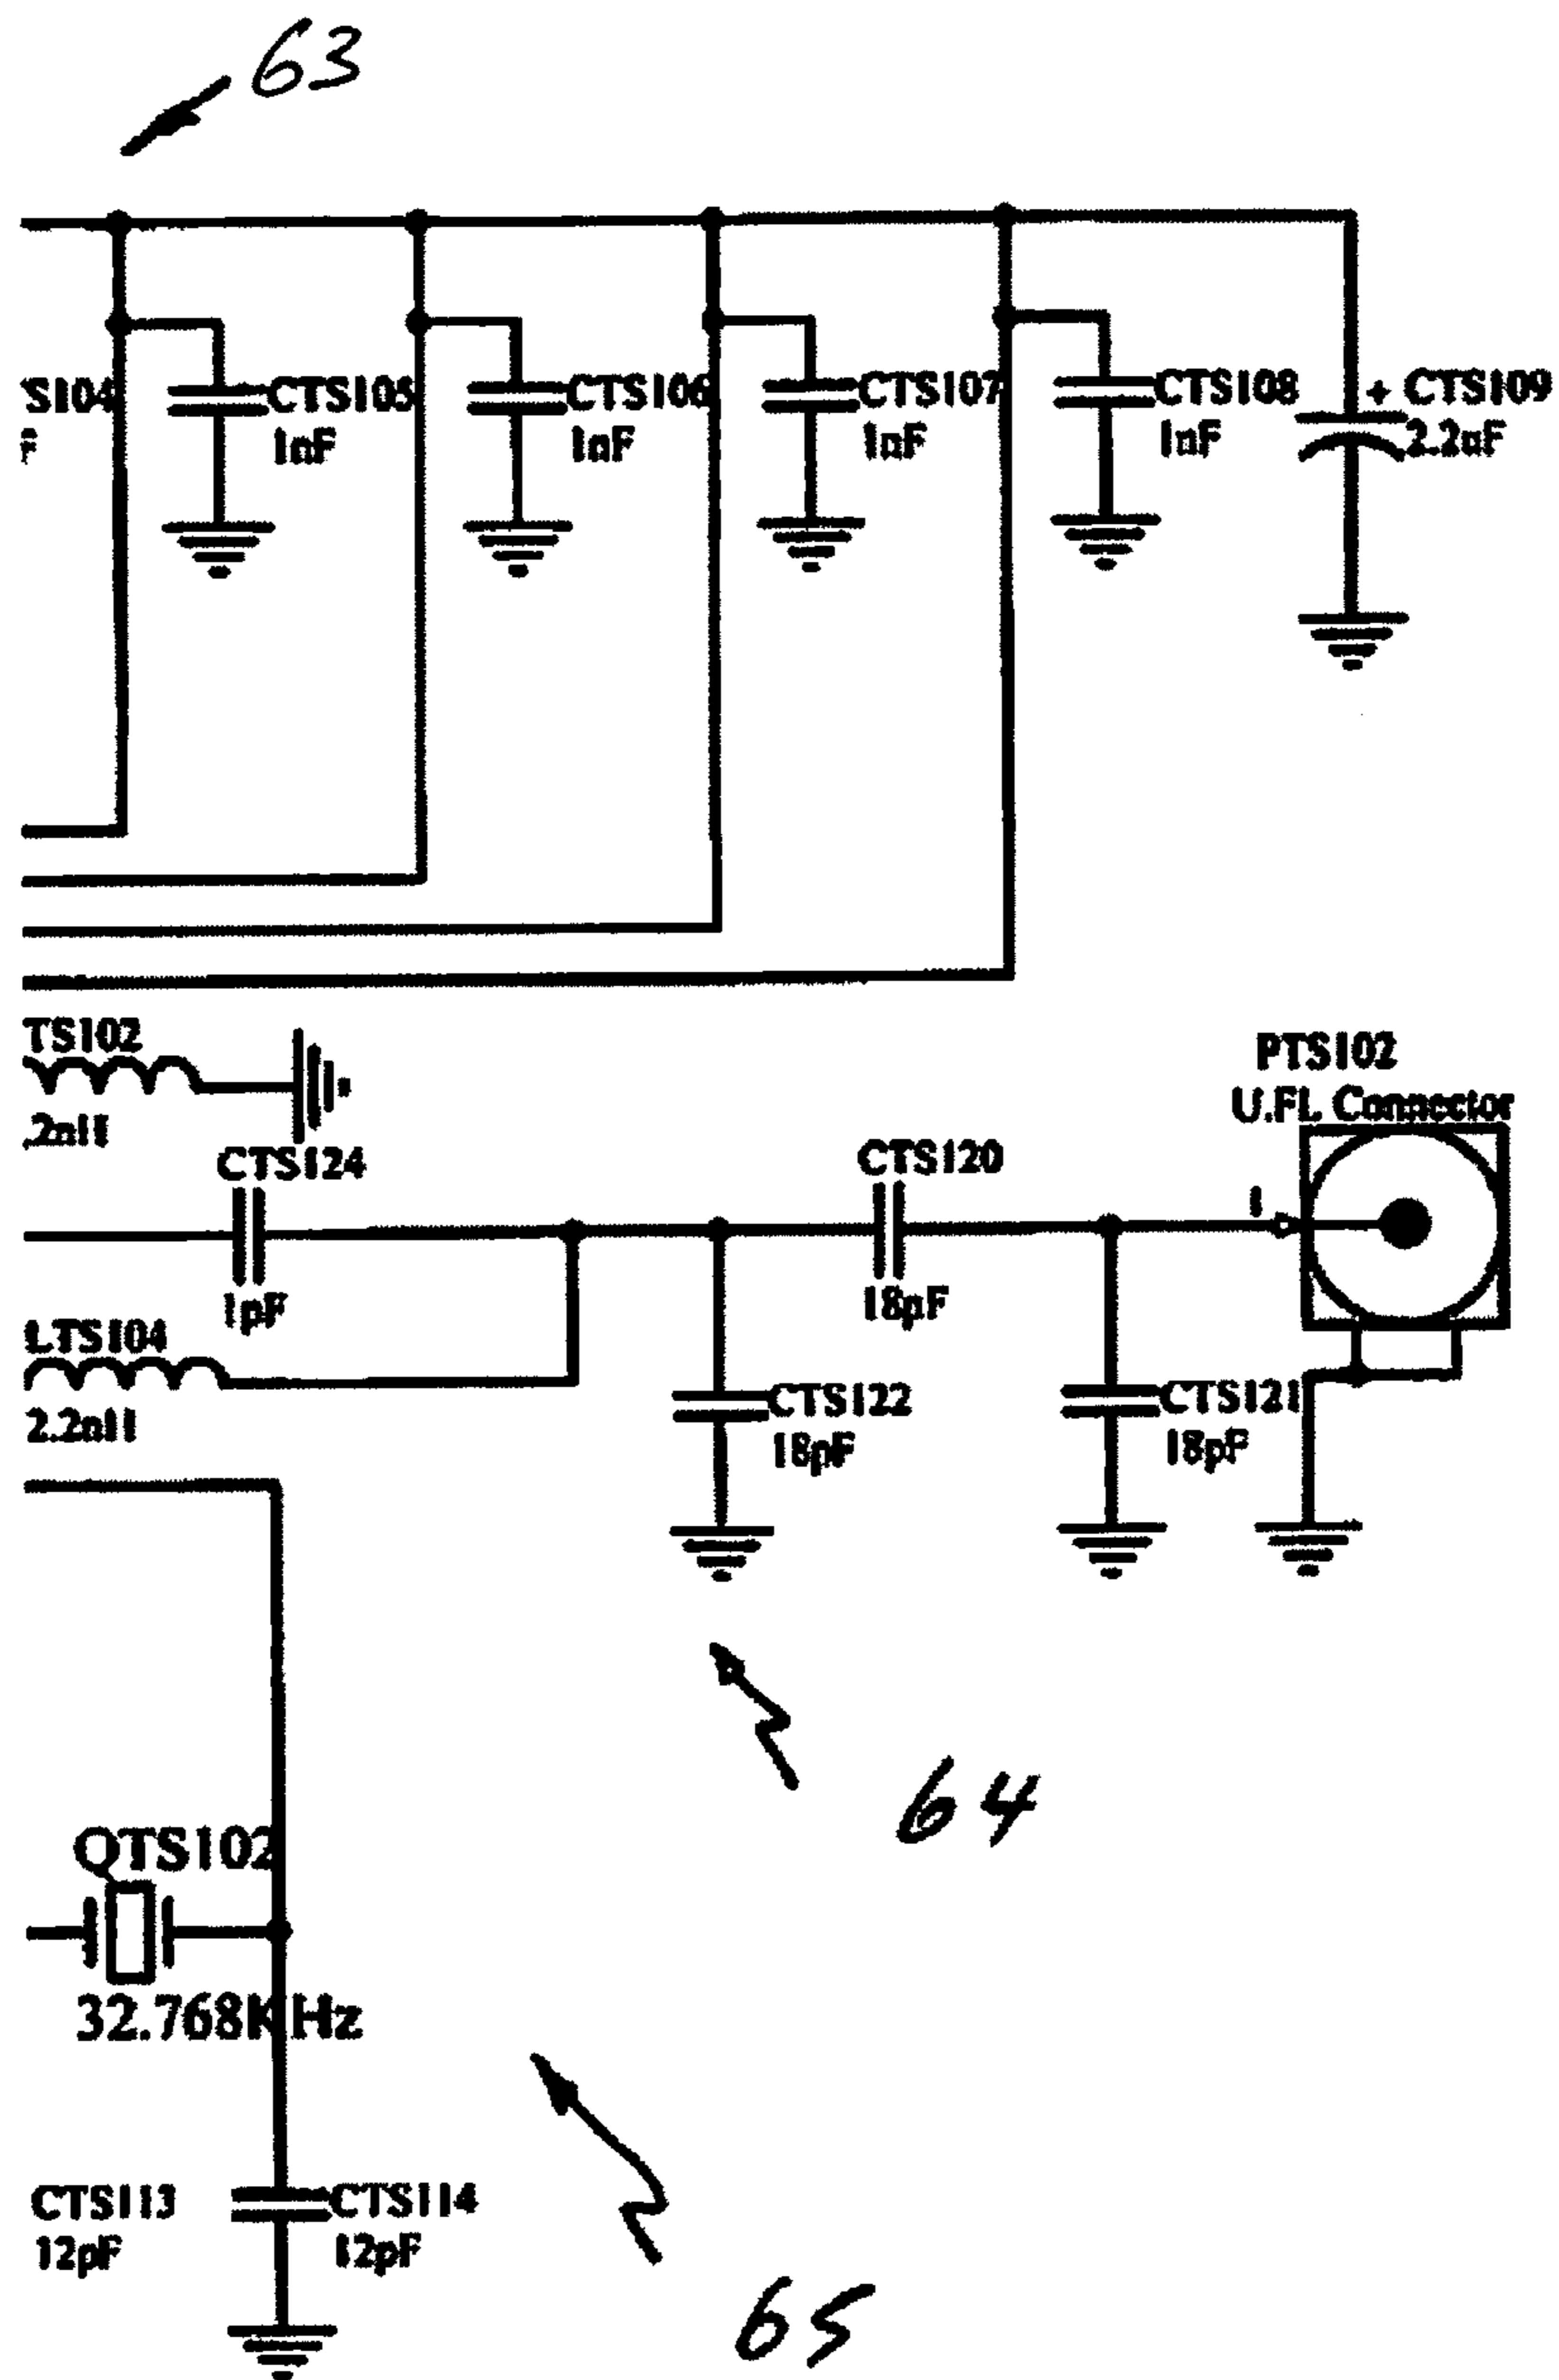 63
S104
F
CTS105
1nF
CTS106
1nF
CTS107
1nF
CTS108
1nF
+ CTS109
2.2uF
TS102
.2nH
CTS124
1pF
LTS104
2.2nH
CTS120
18pF
PTS102
U.FL Connector
1
CTS122
18pF
CTS121
18pF
64
QTS102
32.768KHz
CTS113
12pF
CTS114
12pF
65